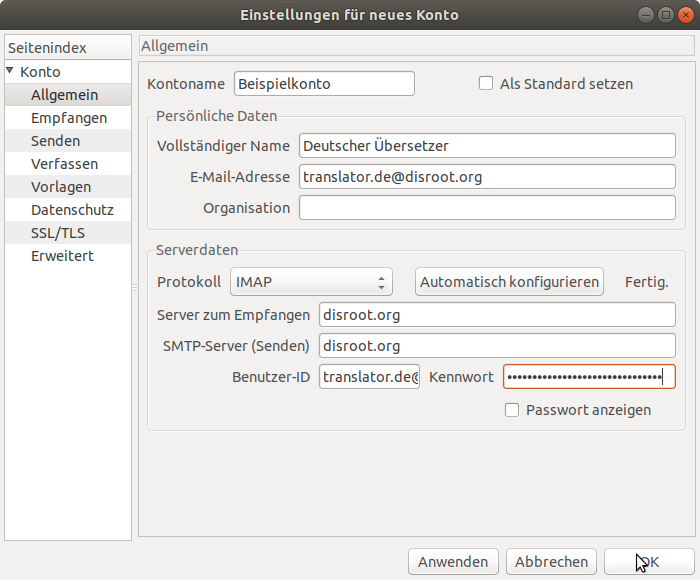 Einstellungen für neues Konto
Seitenindex
Konto
Allgemein
Empfangen
Senden
Verfassen
Vorlagen
Datenschutz
SSL/TLS
Erweitert
Allgemein
Kontoname Beispielkonto Als Standard setzen
Persönliche Daten
Vollständiger Name Deutscher Übersetzer
E-Mail-Adresse translator.de@disroot.org
Organisation
Serverdaten
Protokoll IMAP Automatisch konfigurieren Fertig.
Server zum Empfangen disroot.org
SMTP-Server (Senden) disroot.org
Benutzer-ID translator.de@ Kennwort
Passwort anzeigen
Anwenden Abbrechen OK